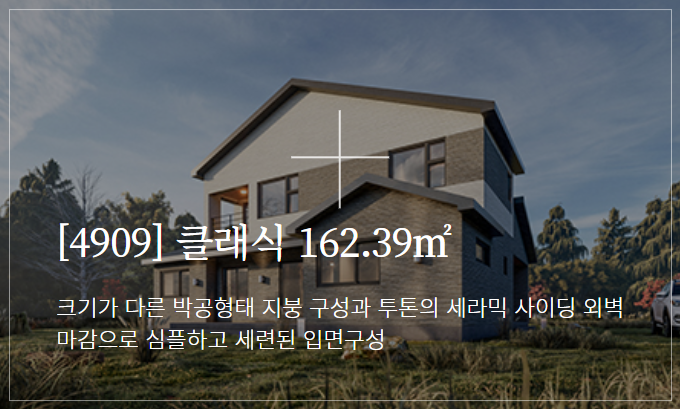 [4909] 클래식 162.39㎡
크기가 다른 박공형태 지붕 구성과 투톤의 세라믹 사이딩 외벽
마감으로 심플하고 세련된 입면구성